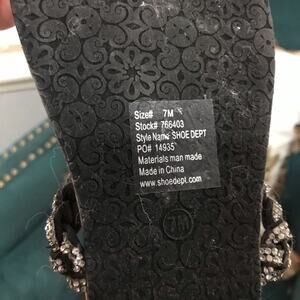 Size# 7M
Stock# 766403
Style Name SHOE DEPT
PO# 14935
Materials man made
Made in China
www.shoedept.com
7M